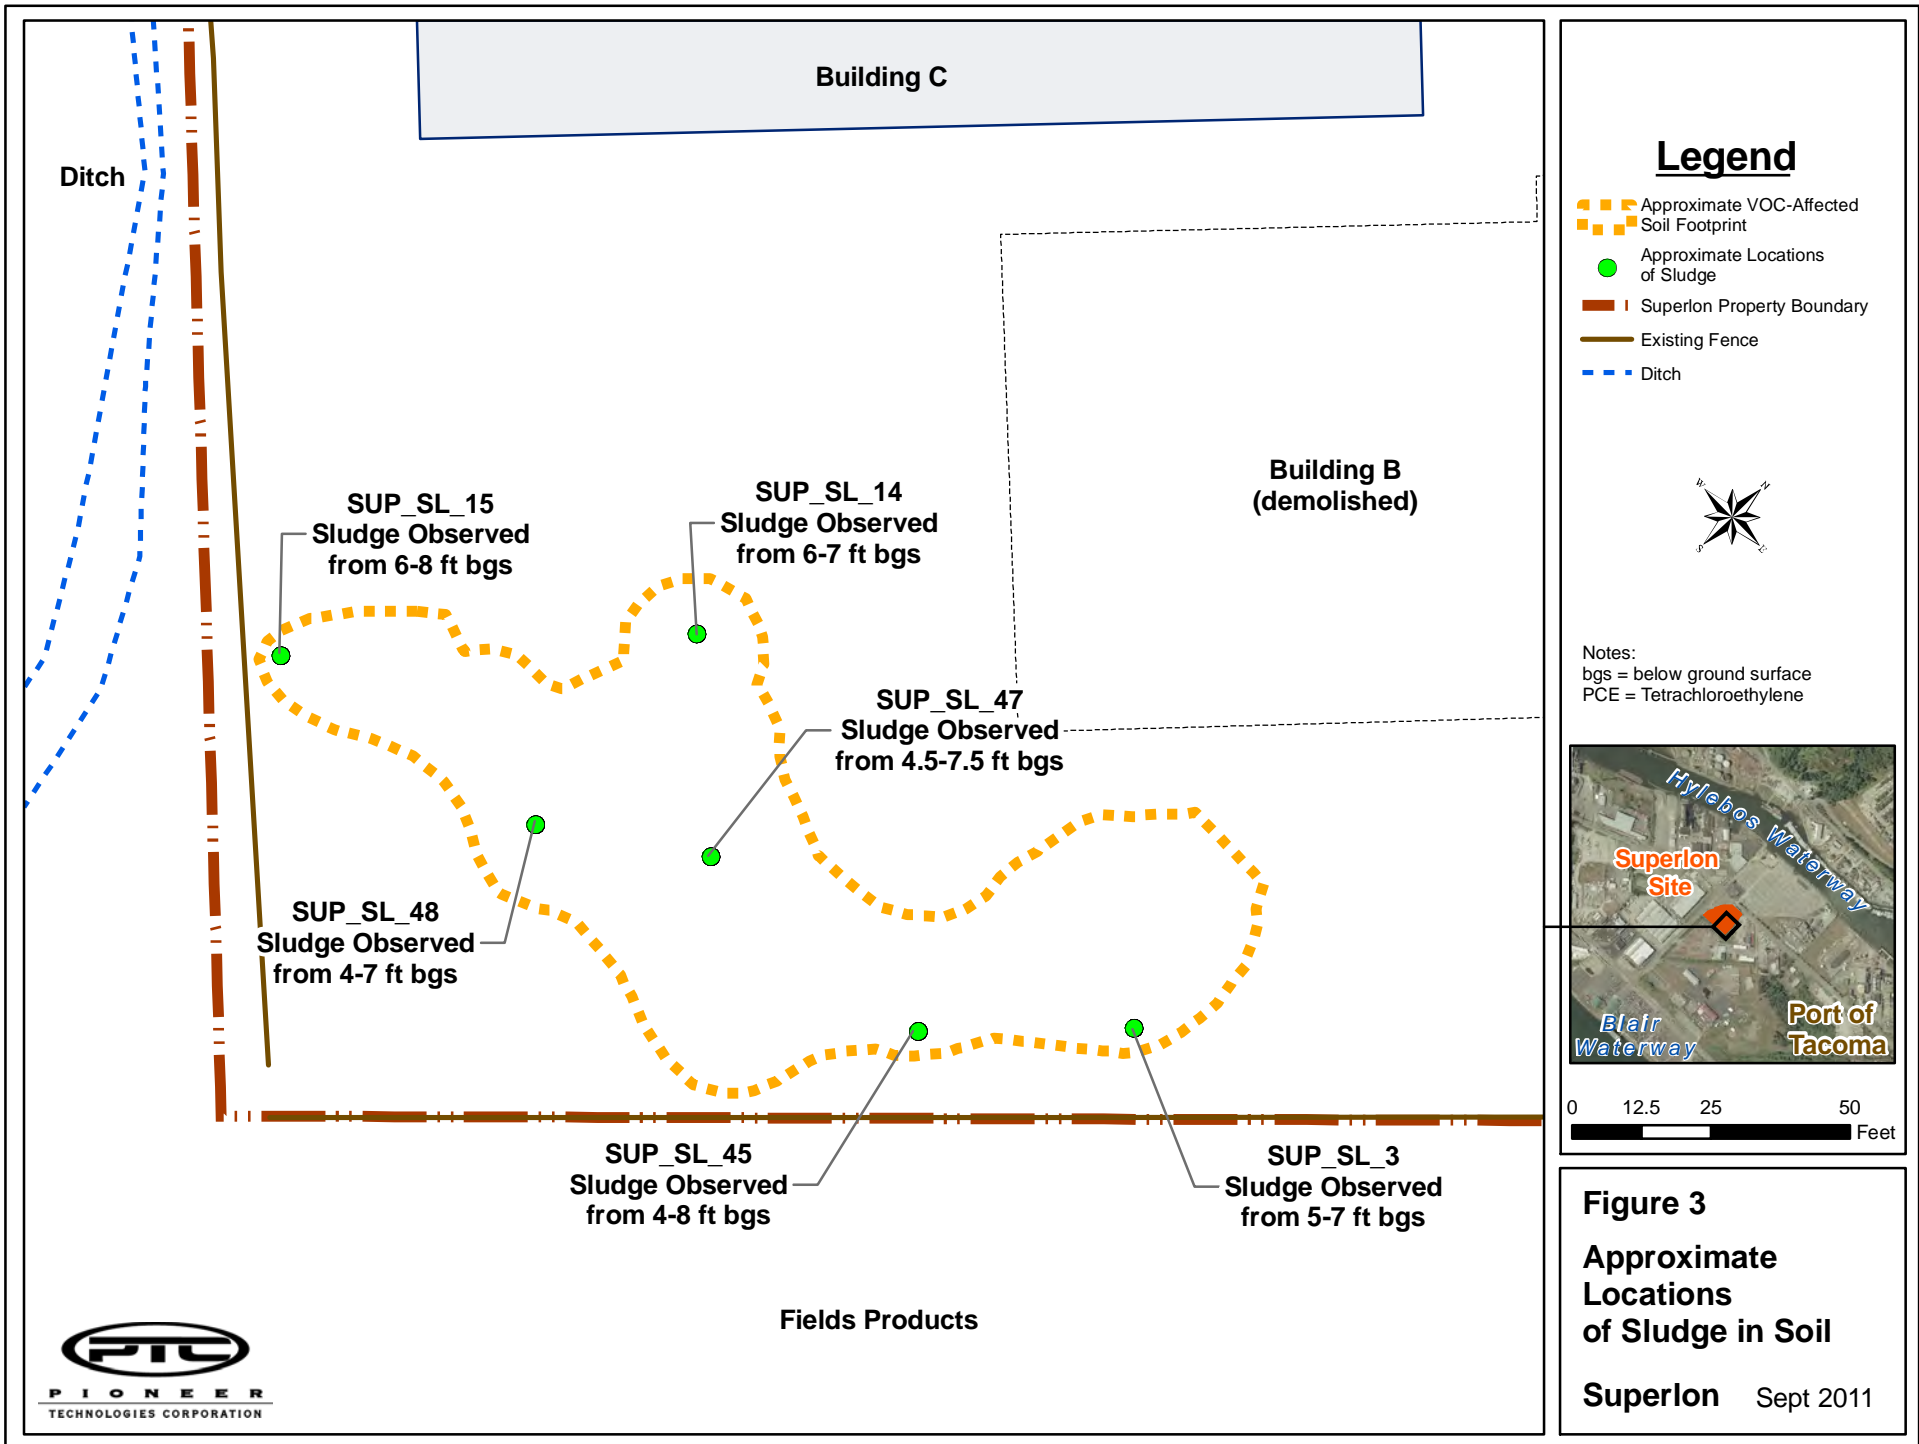 Building C
Ditch
SUP_SL_15
Sludge Observed
from 6-8 ft bgs
SUP_SL_14
Sludge Observed
from 6-7 ft bgs
Building B
(demolished)
SUP_SL_47
Sludge Observed
from 4.5-7.5 ft bgs
SUP_SL_48
Sludge Observed
from 4-7 ft bgs
SUP_SL_45
Sludge Observed
from 4-8 ft bgs
SUP_SL_3
Sludge Observed
from 5-7 ft bgs
Fields Products
PTC
PIONEER
TECHNOLOGIES CORPORATION
Legend
Approximate VOC-Affected
Soil Footprint
Approximate Locations
of Sludge
Superlon Property Boundary
Existing Fence
Ditch
W N
S E
Notes:
bgs = below ground surface
PCE = Tetrachloroethylene
Hylebos Waterway
Superlon
Site
Blair
Waterway
Port of
Tacoma
0 12.5 25 50
Feet
Figure 3
Approximate
Locations
of Sludge in Soil
Superlon Sept 2011